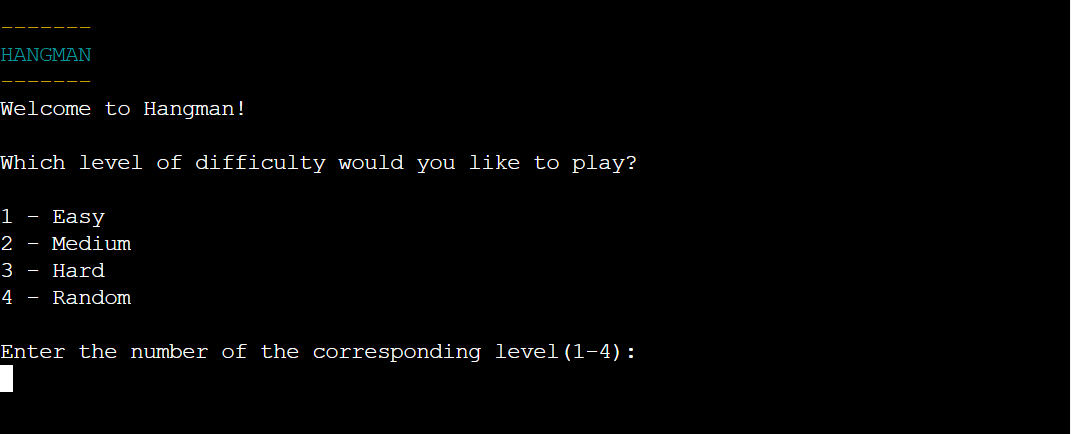 -------
HANGMAN
-------
Welcome to Hangman!
Which level of difficulty would you like to play?
1 - Easy
2 - Medium
3 - Hard
4 - Random
Enter the number of the corresponding level(1-4):